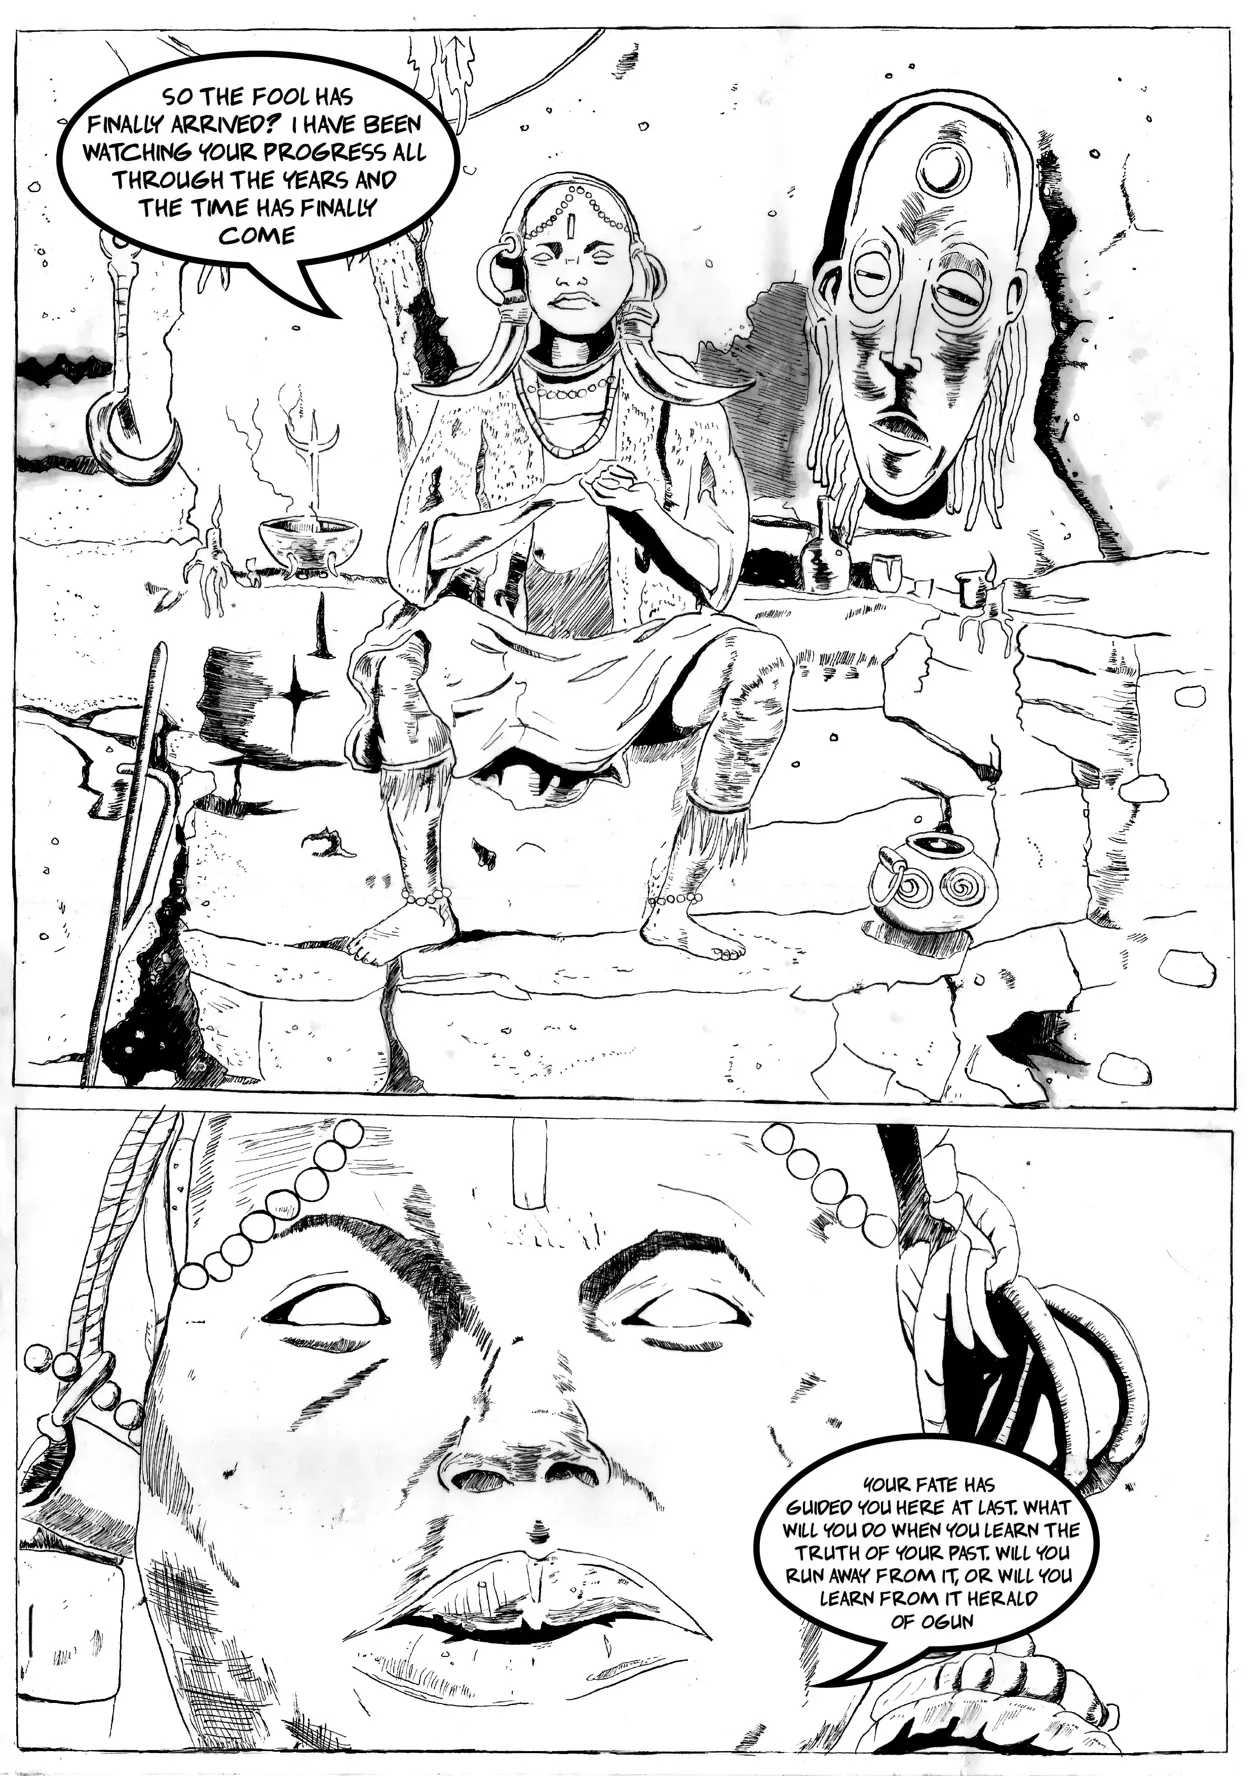 SO THE FOOL HAS
FINALLY ARRIVED? I HAVE BEEN
WATCHING YOUR PROGRESS ALL
THROUGH THE YEARS AND
THE TIME HAS FINALLY
COME
YOUR FATE HAS
GUIDED YOU HERE AT LAST. WHAT
WILL YOU DO WHEN YOU LEARN THE
TRUTH OF YOUR PAST. WILL YOU
RUN AWAY FROM IT, OR WILL YOU
LEARN FROM IT HERALD
OF OGUN